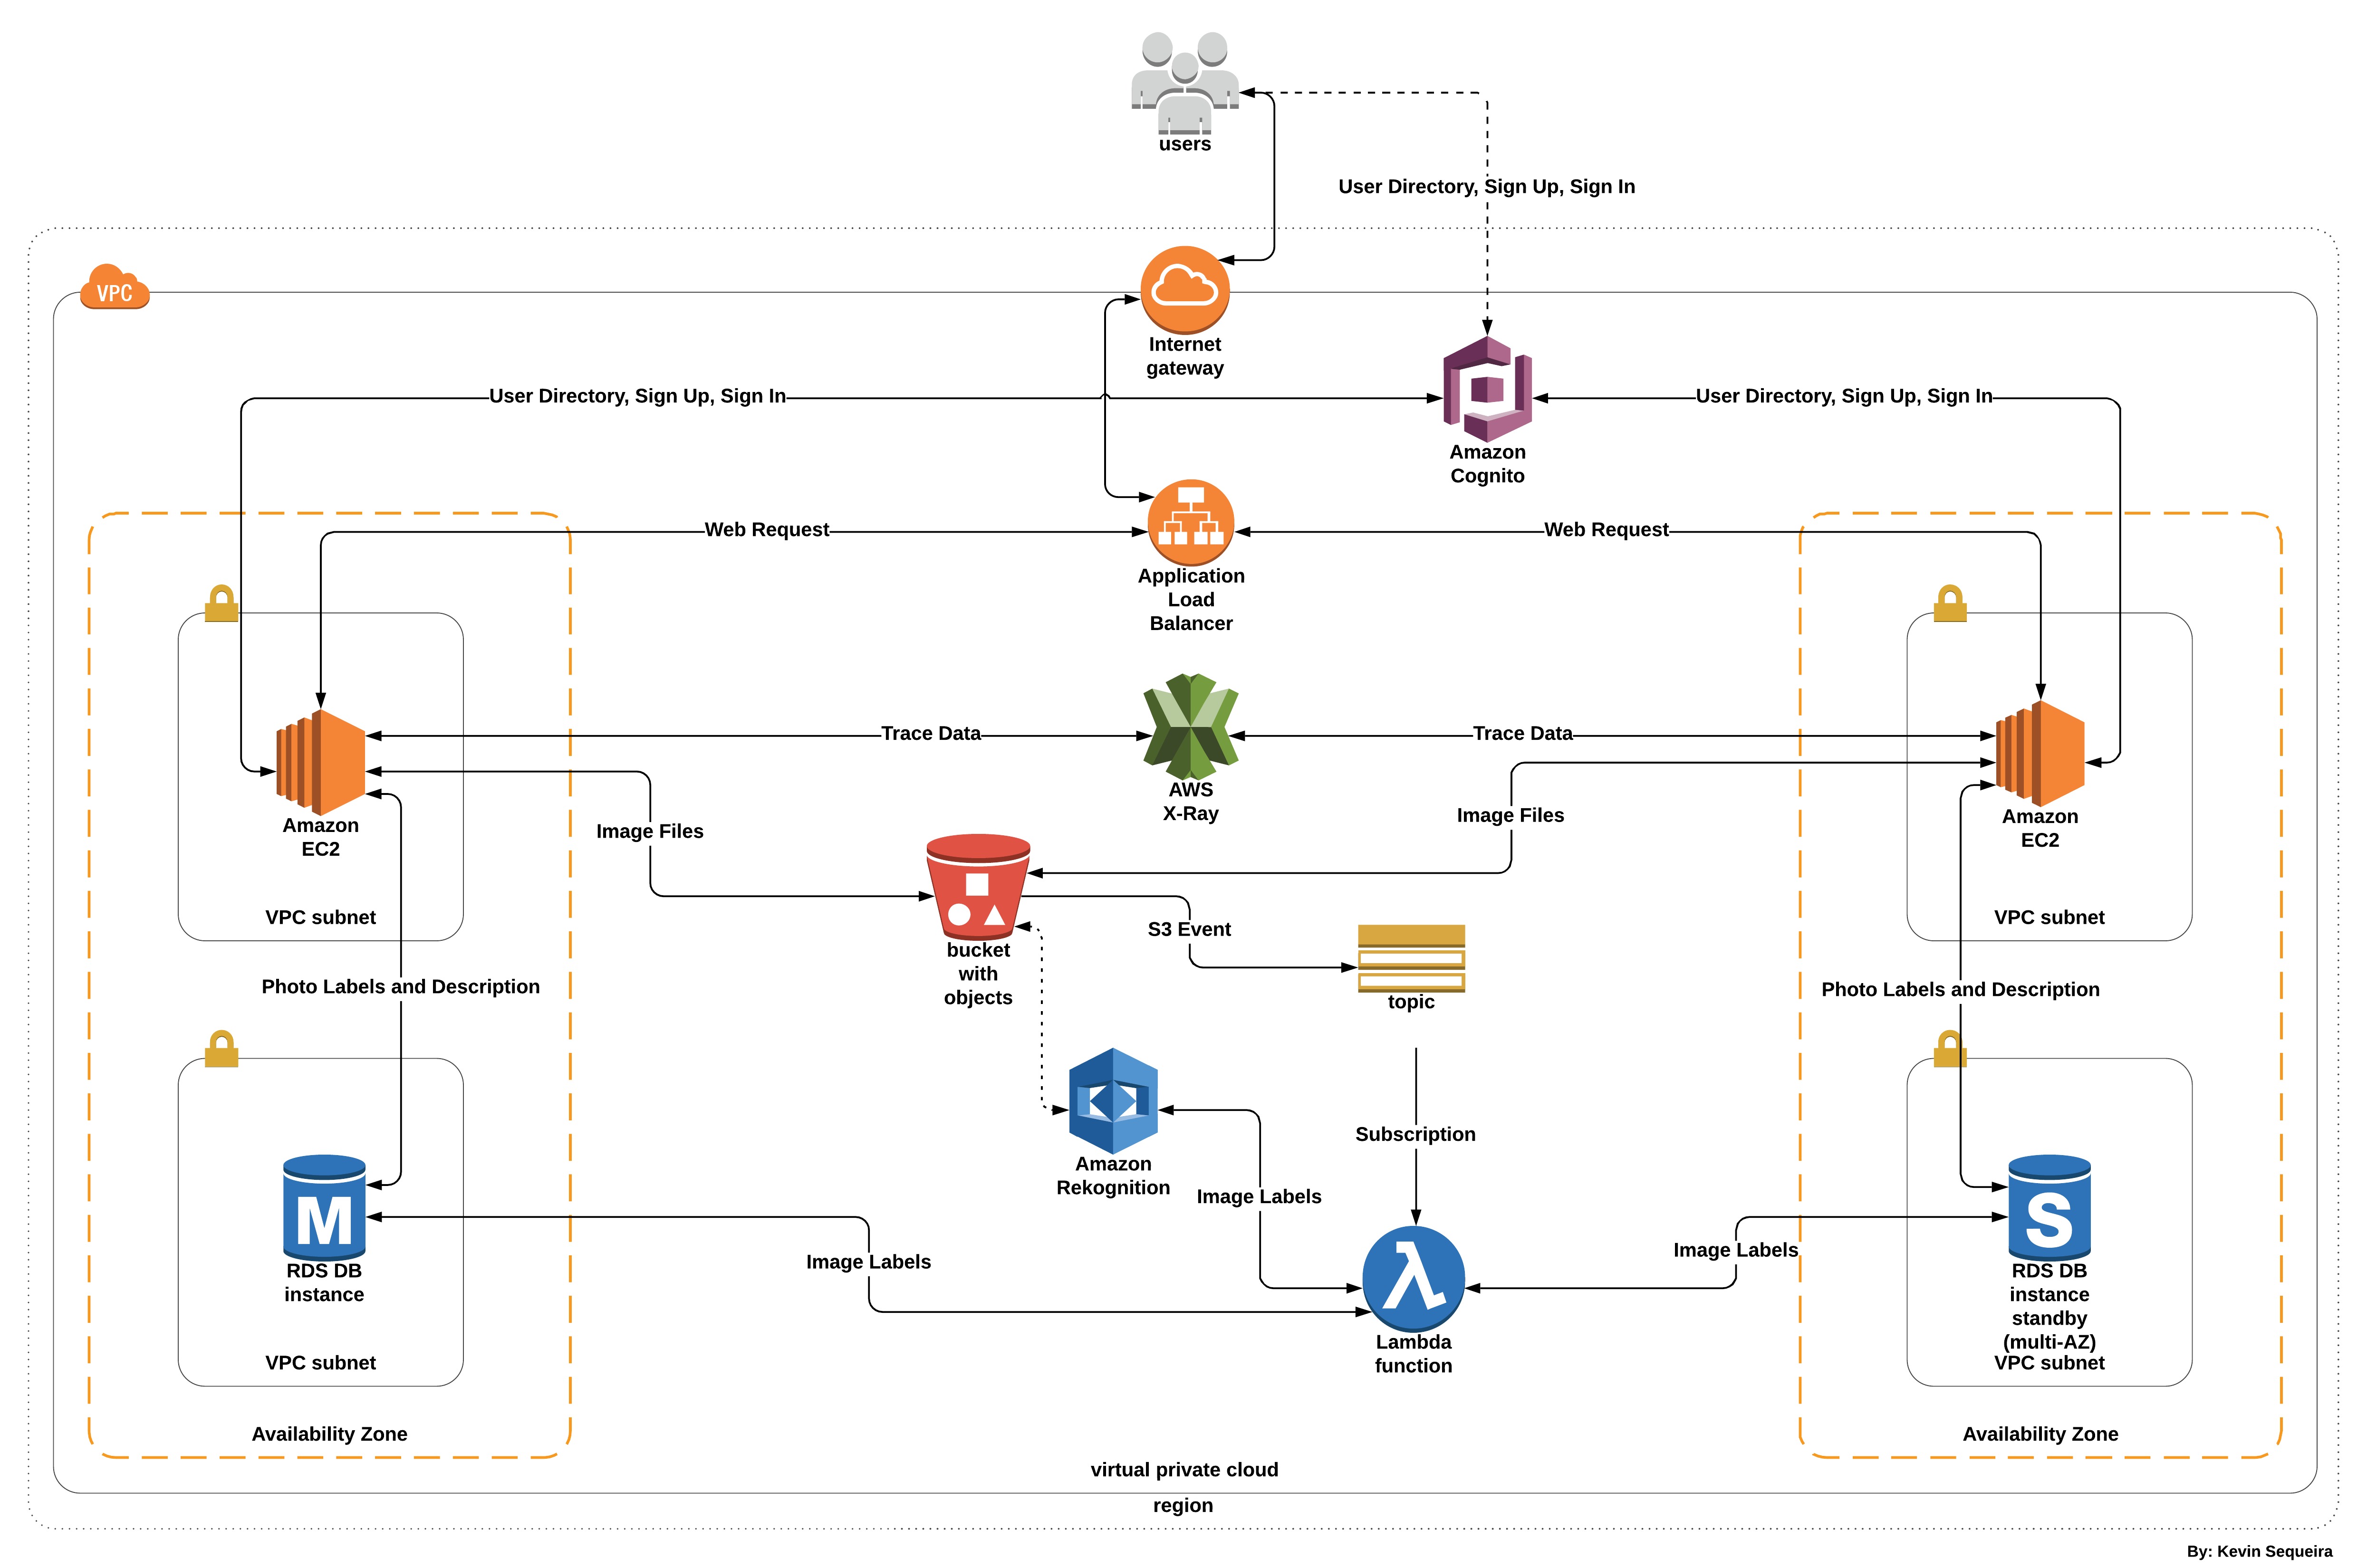 users
User Directory, Sign Up, Sign In
VPC
Internet
gateway
User Directory, Sign Up, Sign In
User Directory, Sign Up, Sign In
Amazon
Cognito
Web Request
Web Request
Application
Load
Balancer
Trace Data
Trace Data
AWS
X-Ray
Image Files
Image Files
Amazon
EC2
Amazon
EC2
VPC subnet
VPC subnet
S3 Event
bucket
with
objects
topic
Photo Labels and Description
Photo Labels and Description
Subscription
Amazon
Rekognition
Image Labels
M
S
Image Labels
Image Labels
RDS DB
instance
RDS DB
instance
standby
(multi-AZ)
λ
Lambda
function
VPC subnet
VPC subnet
Availability Zone
Availability Zone
virtual private cloud
region
By: Kevin Sequeira